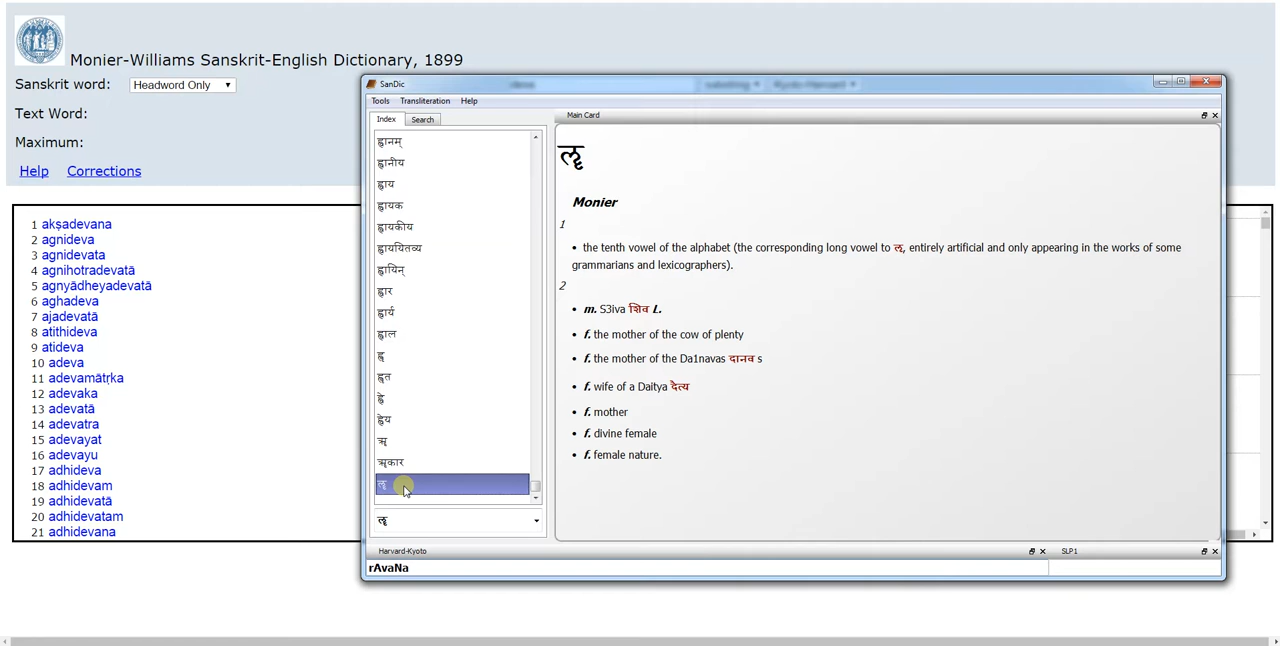 Monier-Williams Sanskrit-English Dictionary, 1899
Sanskrit word: Headword Only
Text Word:
Maximum:
Help Corrections
1 akṣadevana
2 agnideva
3 agnidevata
4 agnihotradevatā
5 agnyādheyadevatā
6 aghadeva
7 ajadevatā
8 atithideva
9 atideva
10 adeva
11 adevamātṛka
12 adevaka
13 adevatā
14 adevatra
15 adevayat
16 adevayu
17 adhideva
18 adhidevam
19 adhidevatā
20 adhidevatam
21 adhidevana
SanDic
Tools Transliteration Help
Index Search
ह्वानम्
ह्वानीय
ह्वाय
ह्वायक
ह्वायकीय
ह्वाययितव्य
ह्वायिन्
ह्वार
ह्वार्य
ह्वाल
ह्वृ
ह्वृत
ह्वे
ह्वेय
ॠ
ॠकार
ॡ
ॡ
Main Card
ॡ
Monier
1
• the tenth vowel of the alphabet (the corresponding long vowel to ऌ, entirely artificial and only appearing in the works of some
grammarians and lexicographers).
2
• m. S3iva शिव L.
• f. the mother of the cow of plenty
• f. the mother of the Da1navas दानव s
• f. wife of a Daitya दैत्य
• f. mother
• f. divine female
• f. female nature.
Harvard-Kyoto SLP1
rAvaNa